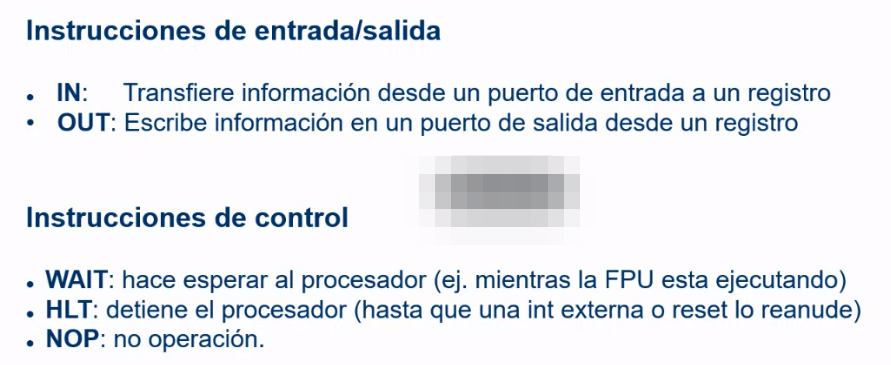 Instrucciones de entrada/salida
• IN: Transfiere información desde un puerto de entrada a un registro
• OUT: Escribe información en un puerto de salida desde un registro
Instrucciones de control
• WAIT: hace esperar al procesador (ej. mientras la FPU esta ejecutando)
• HLT: detiene el procesador (hasta que una int externa o reset lo reanude)
• NOP: no operación.